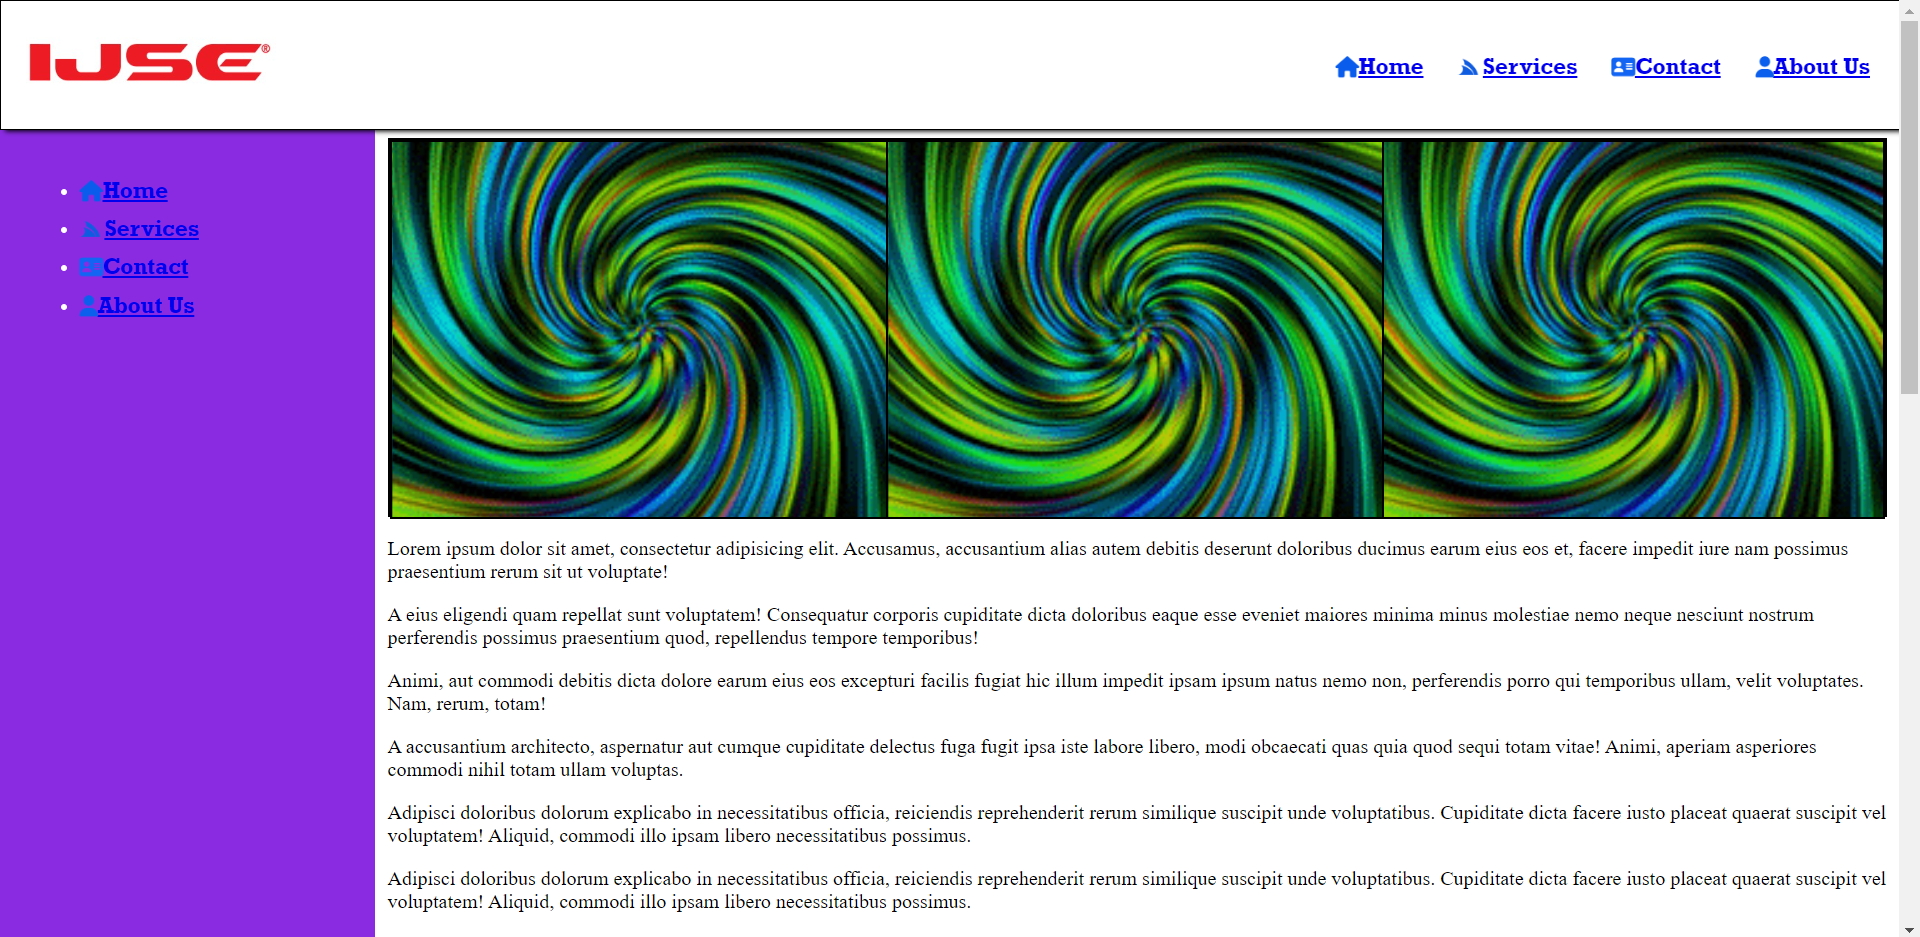 IJSE®
Home Services Contact About Us
Home
Services
Contact
About Us
Lorem ipsum dolor sit amet, consectetur adipisicing elit. Accusamus, accusantium alias autem debitis deserunt doloribus ducimus earum eius eos et, facere impedit iure nam possimus
praesentium rerum sit ut voluptate!
A eius eligendi quam repellat sunt voluptatem! Consequatur corporis cupiditate dicta doloribus eaque esse eveniet maiores minima minus molestiae nemo neque nesciunt nostrum
perferendis possimus praesentium quod, repellendus tempore temporibus!
Animi, aut commodi debitis dicta dolore earum eius eos excepturi facilis fugiat hic illum impedit ipsam ipsum natus nemo non, perferendis porro qui temporibus ullam, velit voluptates.
Nam, rerum, totam!
A accusantium architecto, aspernatur aut cumque cupiditate delectus fuga fugit ipsa iste labore libero, modi obcaecati quas quia quod sequi totam vitae! Animi, aperiam asperiores
commodi nihil totam ullam voluptas.
Adipisci doloribus dolorum explicabo in necessitatibus officia, reiciendis reprehenderit rerum similique suscipit unde voluptatibus. Cupiditate dicta facere iusto placeat quaerat suscipit vel
voluptatem! Aliquid, commodi illo ipsam libero necessitatibus possimus.
Adipisci doloribus dolorum explicabo in necessitatibus officia, reiciendis reprehenderit rerum similique suscipit unde voluptatibus. Cupiditate dicta facere iusto placeat quaerat suscipit vel
voluptatem! Aliquid, commodi illo ipsam libero necessitatibus possimus.